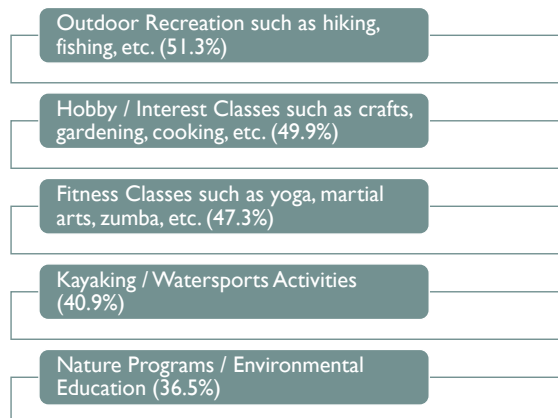 Outdoor Recreation such as hiking,
fishing, etc. (51.3%)
Hobby / Interest Classes such as crafts,
gardening, cooking, etc. (49.9%)
Fitness Classes such as yoga, martial
arts, zumba, etc. (47.3%)
Kayaking / Watersports Activities
(40.9%)
Nature Programs / Environmental
Education (36.5%)